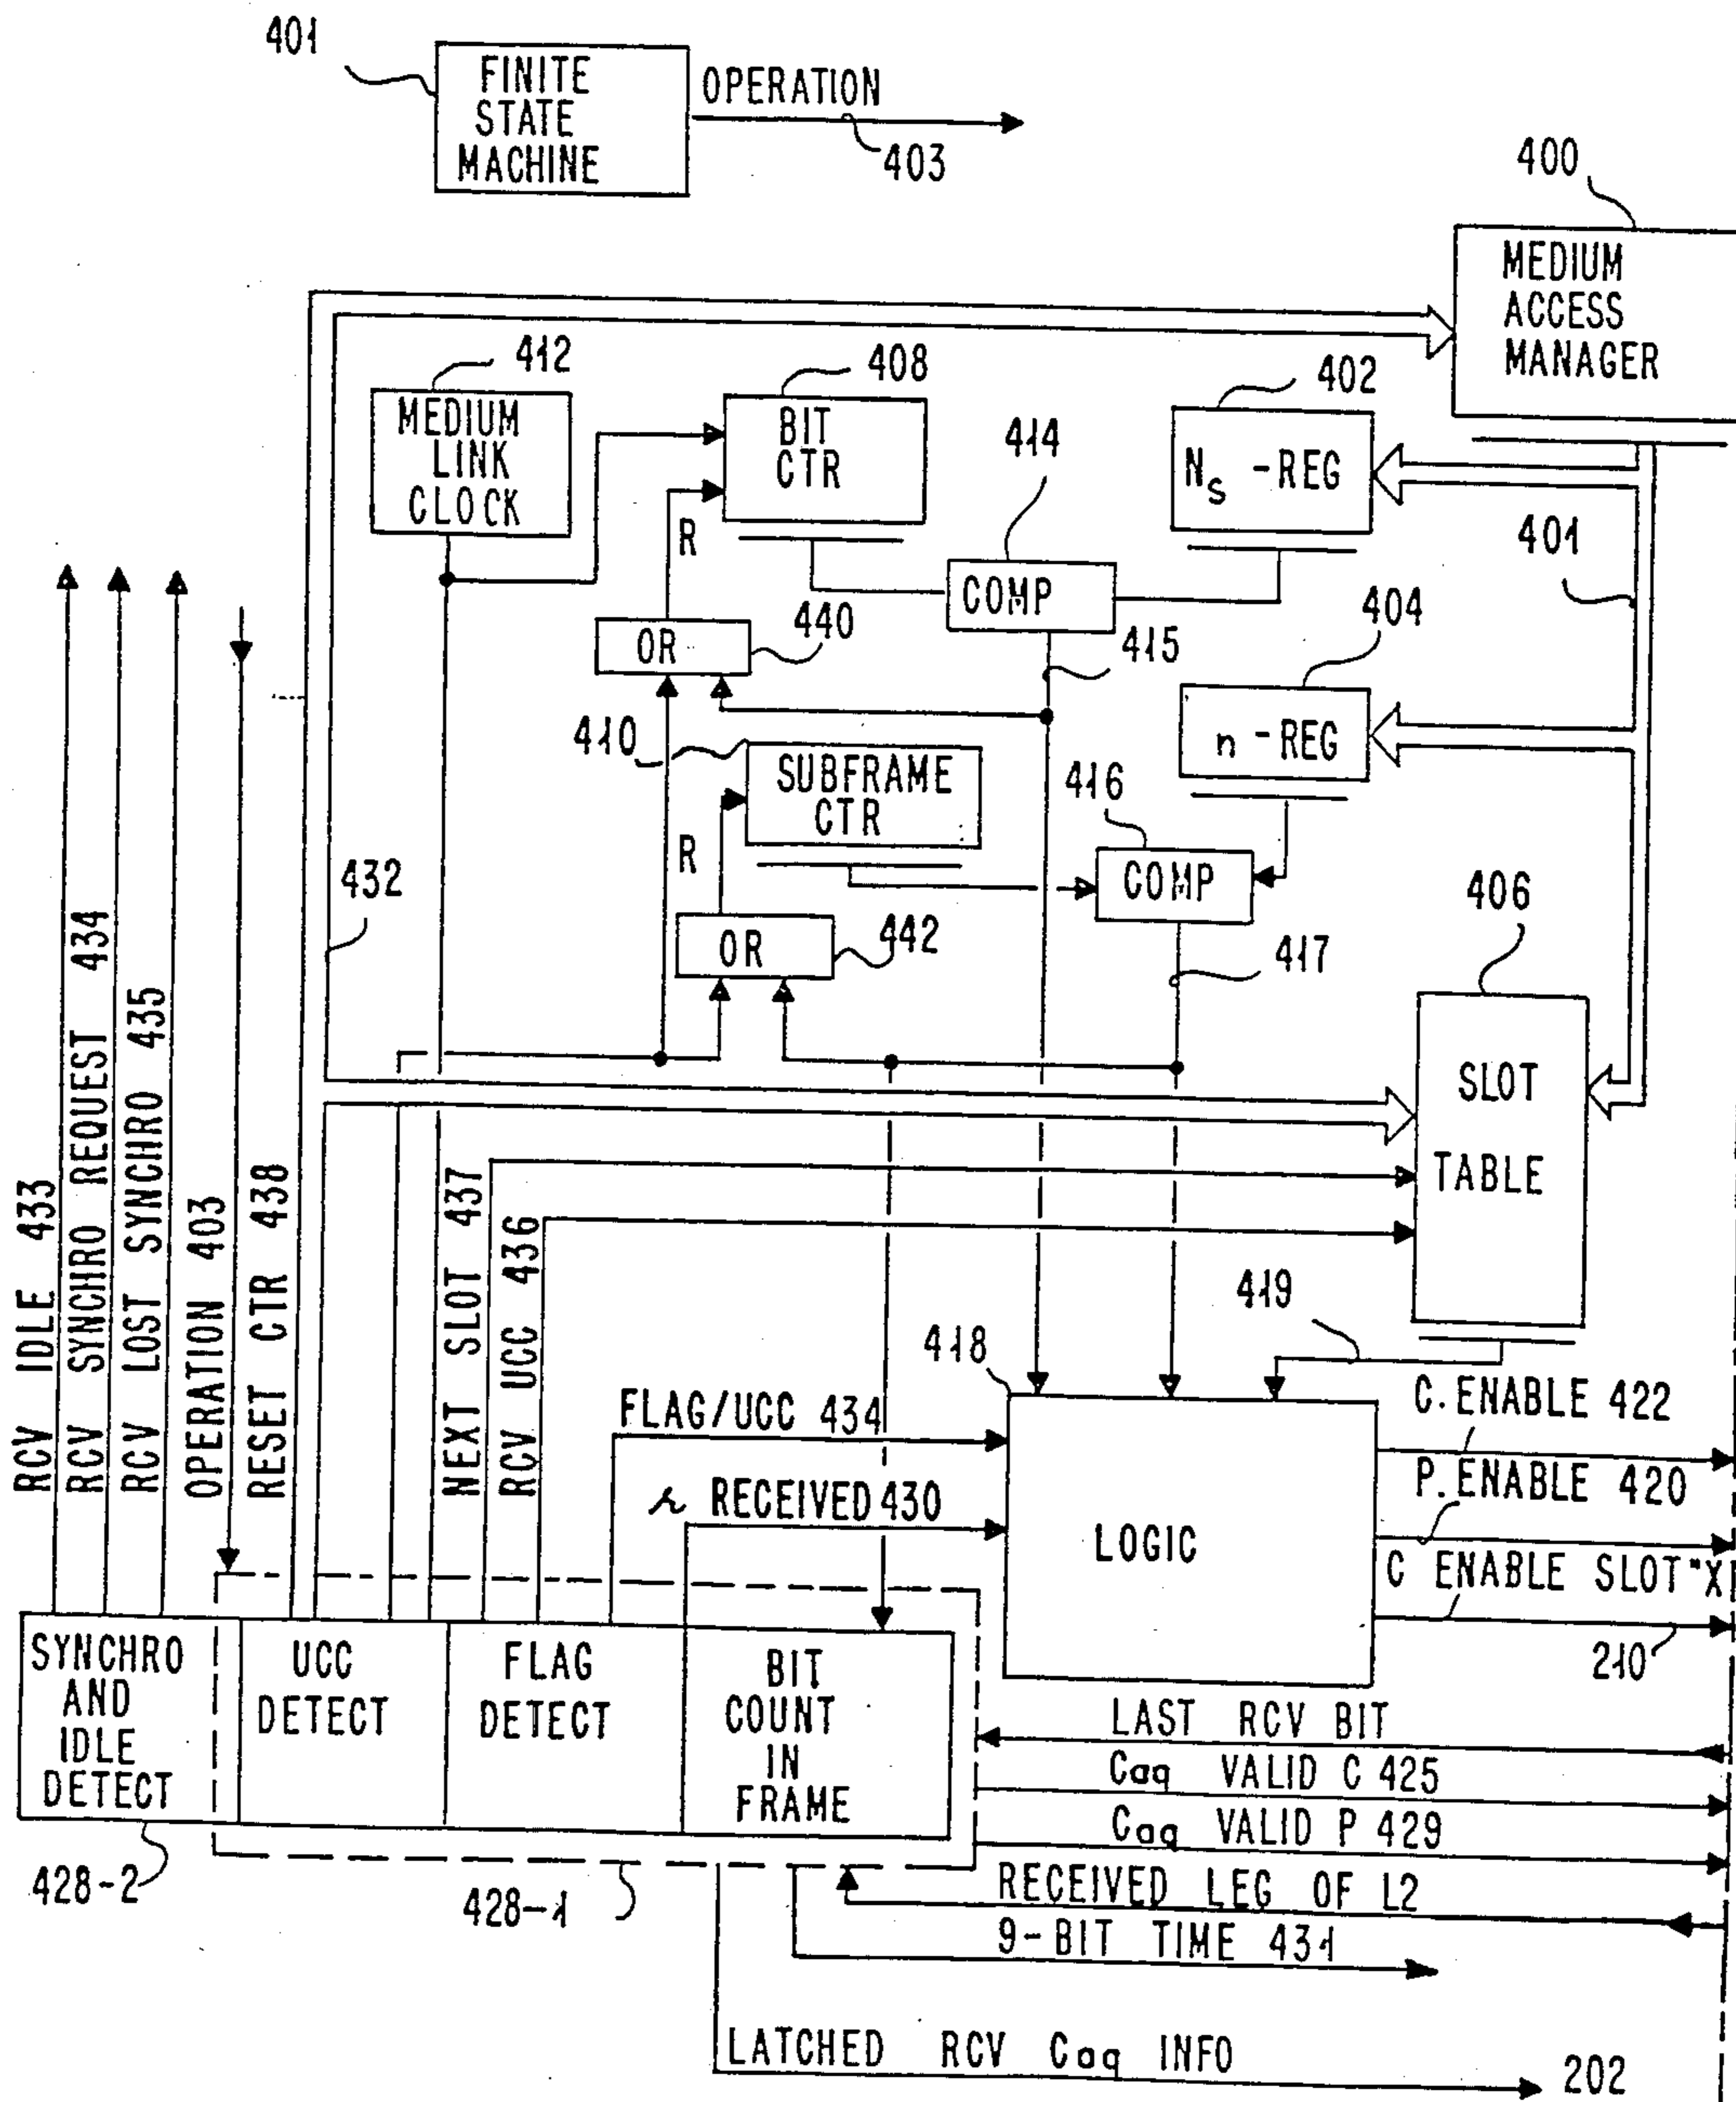 401
FINITE
STATE
MACHINE
OPERATION
403
400
MEDIUM
ACCESS
MANAGER
412
MEDIUM
LINK
CLOCK
408
BIT
CTR
402
Ns -REG
414
COMP
401
R
OR
440
415
404
n -REG
410
SUBFRAME
CTR
416
COMP
R
432
OR
442
417
406
SLOT
TABLE
RCV IDLE 433
RCV SYNCHRO REQUEST 434
RCV LOST SYNCHRO 435
OPERATION 403
RESET CTR 438
NEXT SLOT 437
RCV UCC 436
419
418
FLAG/UCC 434
r RECEIVED 430
LOGIC
C. ENABLE 422
P. ENABLE 420
C ENABLE SLOT "X
210
SYNCHRO
AND
IDLE
DETECT
UCC
DETECT
FLAG
DETECT
BIT
COUNT
IN
FRAME
LAST RCV BIT
Caq VALID C 425
Caq VALID P 429
428-2
428-1
RECEIVED LEG OF L2
9-BIT TIME 431
LATCHED RCV Caq INFO
202